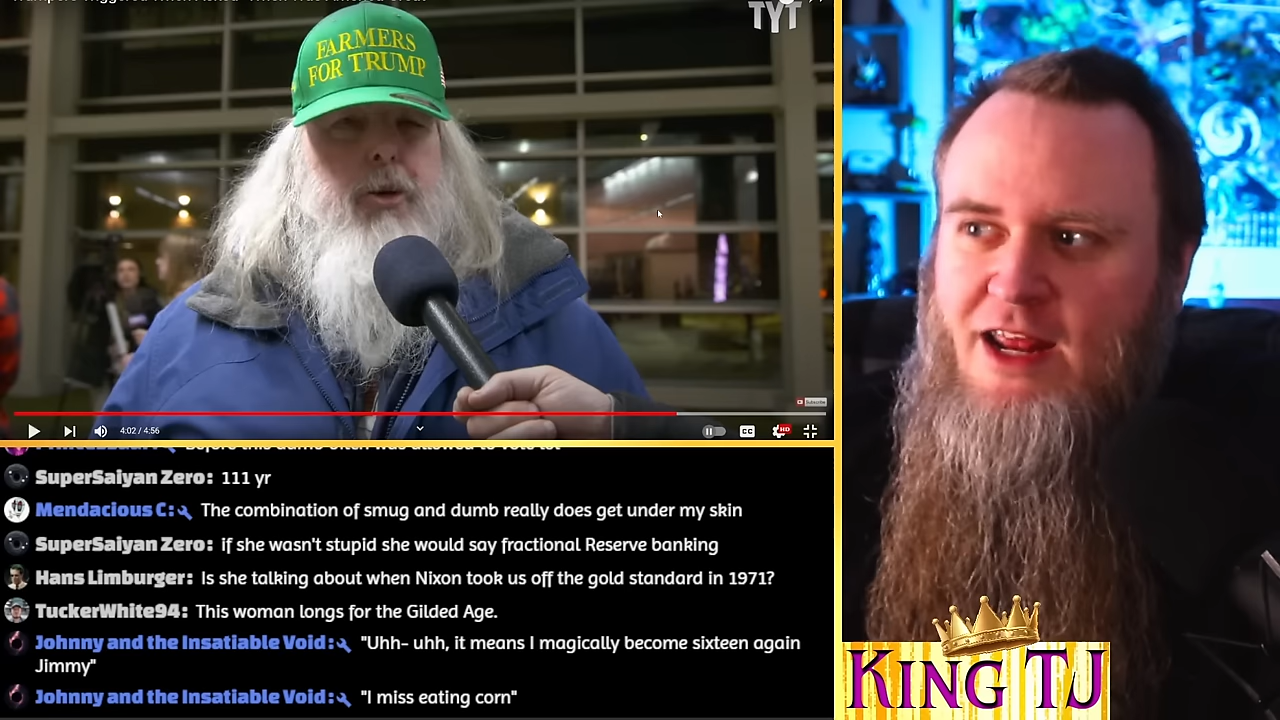 TYT
FARMERS
FOR TRUMP
Subscribe
4:02 / 4:56
CC
HD
SuperSaiyan Zero: 111 yr
Mendacious C: The combination of smug and dumb really does get under my skin
SuperSaiyan Zero: if she wasn't stupid she would say fractional Reserve banking
Hans Limburger: Is she talking about when Nixon took us off the gold standard in 1971?
TuckerWhite94: This woman longs for the Gilded Age.
Johnny and the Insatiable Void: "Uhh- uhh, it means I magically become sixteen again
Jimmy"
Johnny and the Insatiable Void: "I miss eating corn"
KING TJ